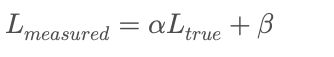 L_{measured} = αL_{true} + β